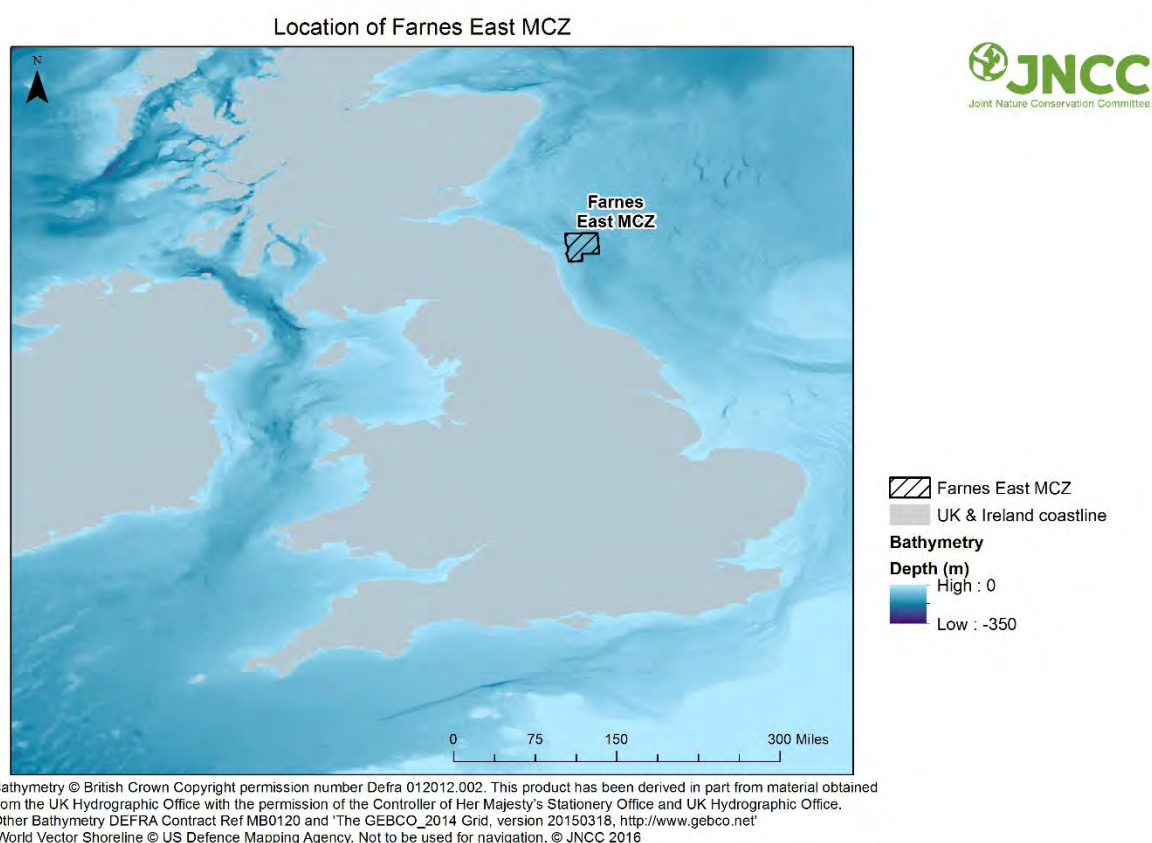 Location of Farnes East MCZ
N
JNCC
Joint Nature Conservation Committee
Farnes
East MCZ
Farnes East MCZ
UK & Ireland coastline
Bathymetry
Depth (m)
High : 0
Low : -350
0 75 150 300 Miles
athymetry © British Crown Copyright permission number Defra 012012.002. This product has been derived in part from material obtained
om the UK Hydrographic Office with the permission of the Controller of Her Majesty's Stationery Office and UK Hydrographic Office.
ther Bathymetry DEFRA Contract Ref MB0120 and 'The GEBCO_2014 Grid, version 20150318, http://www.gebco.net'
World Vector Shoreline © US Defence Mapping Agency. Not to be used for navigation. © JNCC 2016